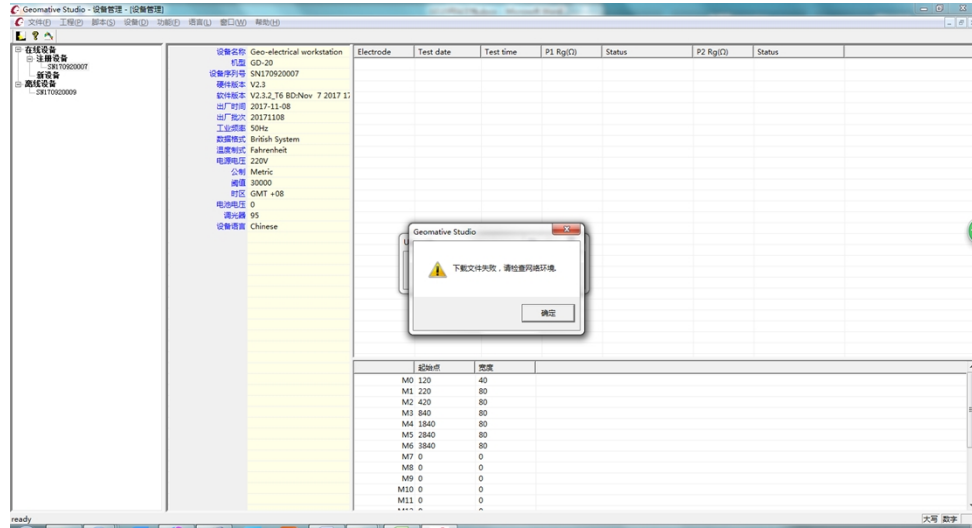 Geomative Studio - 设备管理 - [设备管理]
文件(F) 工程(P) 脚本(S) 设备(D) 功能(F) 语言(L) 窗口(W) 帮助(H)
在线设备
注册设备
SN170920007
新设备
离线设备
SN170920009
设备名称 Geo-electrical workstation
机型 GD-20
设备序列号 SN170920007
硬件版本 V2.3
软件版本 V2.3.2_T6 BD:Nov 7 2017 17
出厂时间 2017-11-08
出厂批次 20171108
工业频率 50Hz
数据格式 British System
温度制式 Fahrenheit
电源电压 220V
公制 Metric
阈值 30000
时区 GMT +08
电池电压 0
调光器 95
设备语言 Chinese
Electrode Test date Test time P1 Rg(Ω) Status P2 Rg(Ω) Status
Geomative Studio
下载文件失败，请检查网络环境。
确定
起始点 宽度
M0 120 40
M1 220 80
M2 420 80
M3 840 80
M4 1840 80
M5 2840 80
M6 3840 80
M7 0 0
M8 0 0
M9 0 0
M10 0 0
M11 0 0
ready
大写 数字